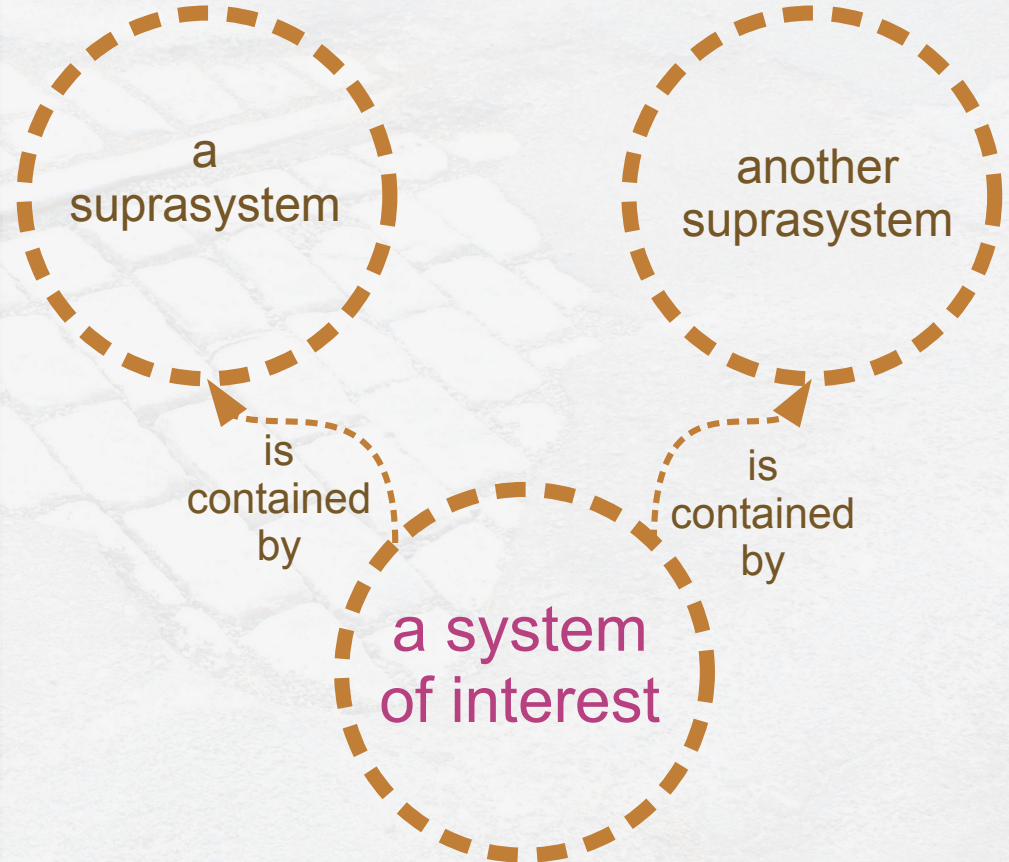 a
suprasystem
another
suprasystem
is
contained
by
is
contained
by
a system
of interest